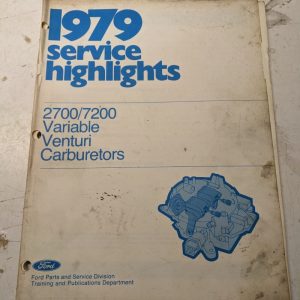 1979
service
highlights
2700/7200
Variable
Venturi
Carburetors
Ford
Ford Parts and Service Division
Training and Publications Department